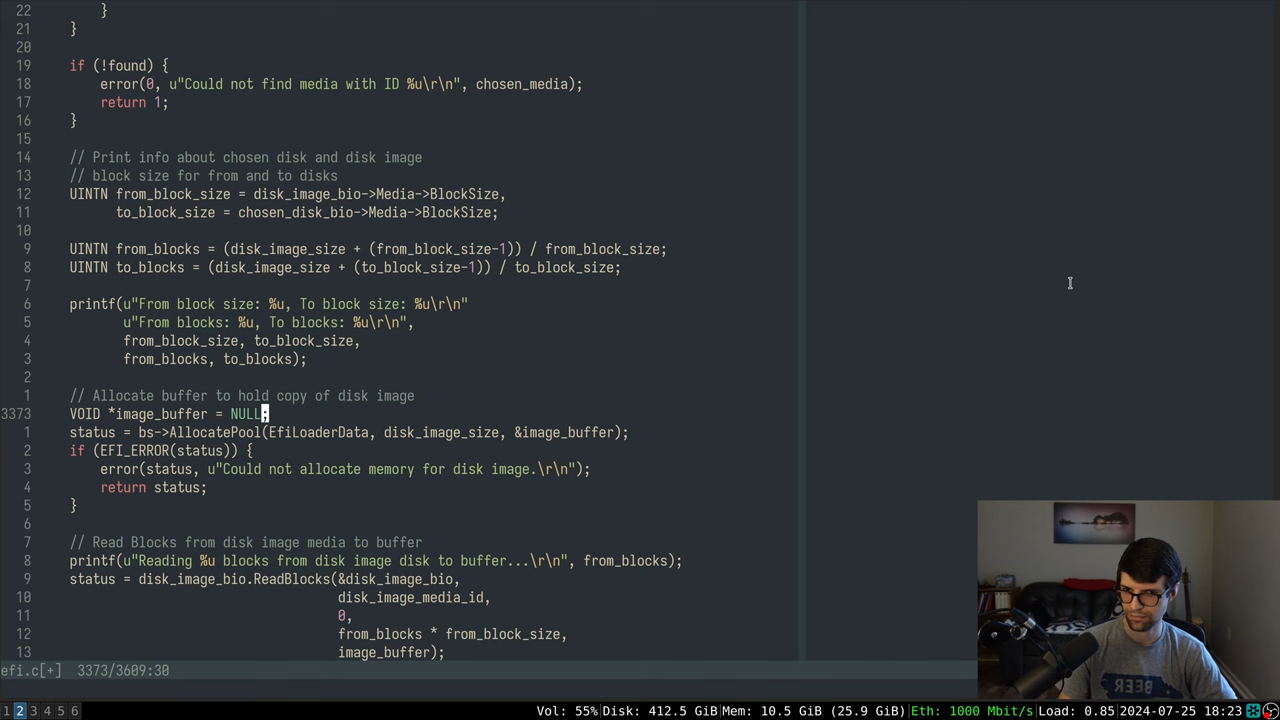 22 }
21 }
20
19 if (!found) {
18 error(0, u"Could not find media with ID %u\r\n", chosen_media);
17 return 1;
16 }
15
14 // Print info about chosen disk and disk image
13 // block size for from and to disks
12 UINTN from_block_size = disk_image_bio->Media->BlockSize,
11 to_block_size = chosen_disk_bio->Media->BlockSize;
10
9 UINTN from_blocks = (disk_image_size + (from_block_size-1)) / from_block_size;
8 UINTN to_blocks = (disk_image_size + (to_block_size-1)) / to_block_size;
7
6 printf(u"From block size: %u, To block size: %u\r\n"
5 u"From blocks: %u, To blocks: %u\r\n",
4 from_block_size, to_block_size,
3 from_blocks, to_blocks);
2
1 // Allocate buffer to hold copy of disk image
3373 VOID *image_buffer = NULL;
1 status = bs->AllocatePool(EfiLoaderData, disk_image_size, &image_buffer);
2 if (EFI_ERROR(status)) {
3 error(status, u"Could not allocate memory for disk image.\r\n");
4 return status;
5 }
6
7 // Read Blocks from disk image media to buffer
8 printf(u"Reading %u blocks from disk image disk to buffer...\r\n", from_blocks);
9 status = disk_image_bio.ReadBlocks(&disk_image_bio,
10 disk_image_media_id,
11 0,
12 from_blocks * from_block_size,
13 image_buffer);
efi.c[+] 3373/3609:30
1 2 3 4 5 6 Vol: 55% Disk: 412.5 GiB Mem: 10.5 GiB (25.9 GiB) Eth: 1000 Mbit/s Load: 0.85 2024-07-25 18:23